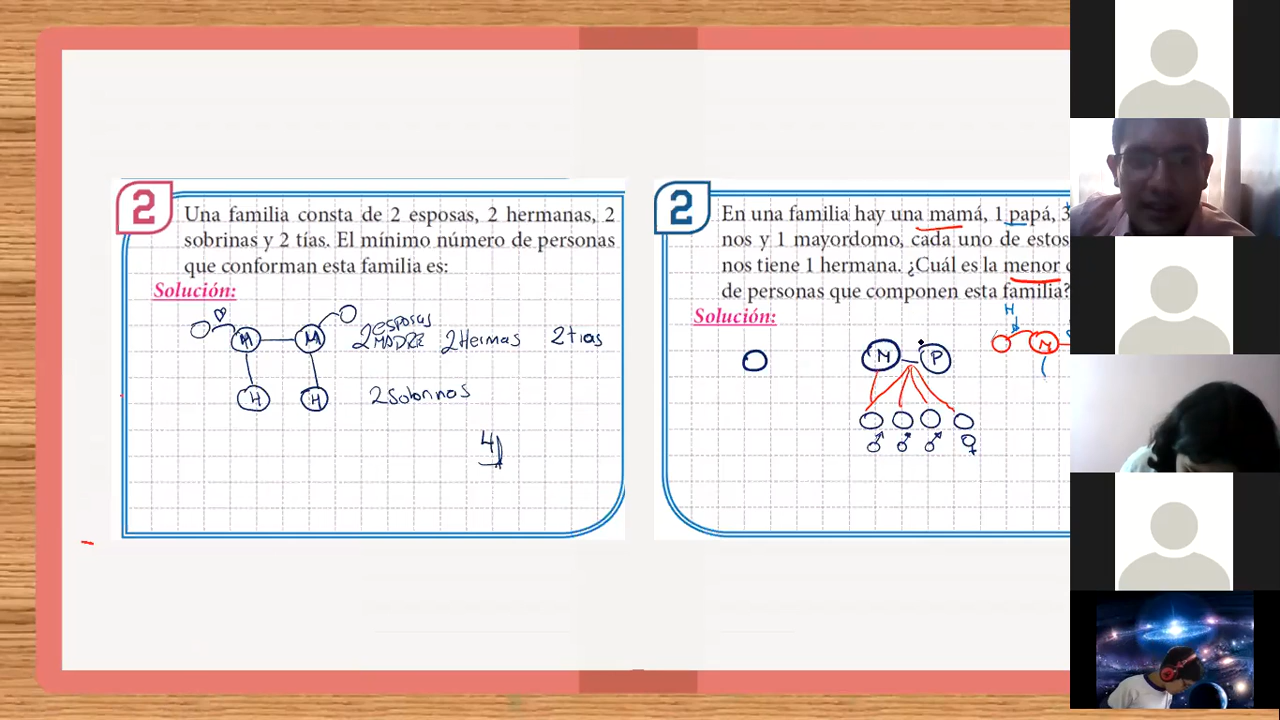 2
Una familia consta de 2 esposas, 2 hermanas, 2
sobrinas y 2 tías. El mínimo número de personas
que conforman esta familia es:
Solución:
M M
2 esposas
MADRE 2 Hermas 2 tias
H H 2 Sobrinos
4
2
En una familia hay una mamá, 1 papá, 3
nos y 1 mayordomo, cada uno de estos
nos tiene 1 hermana. ¿Cuál es la menor
de personas que componen esta familia?
Solución:
H
M P M
♂ ♂ ♂ ♀